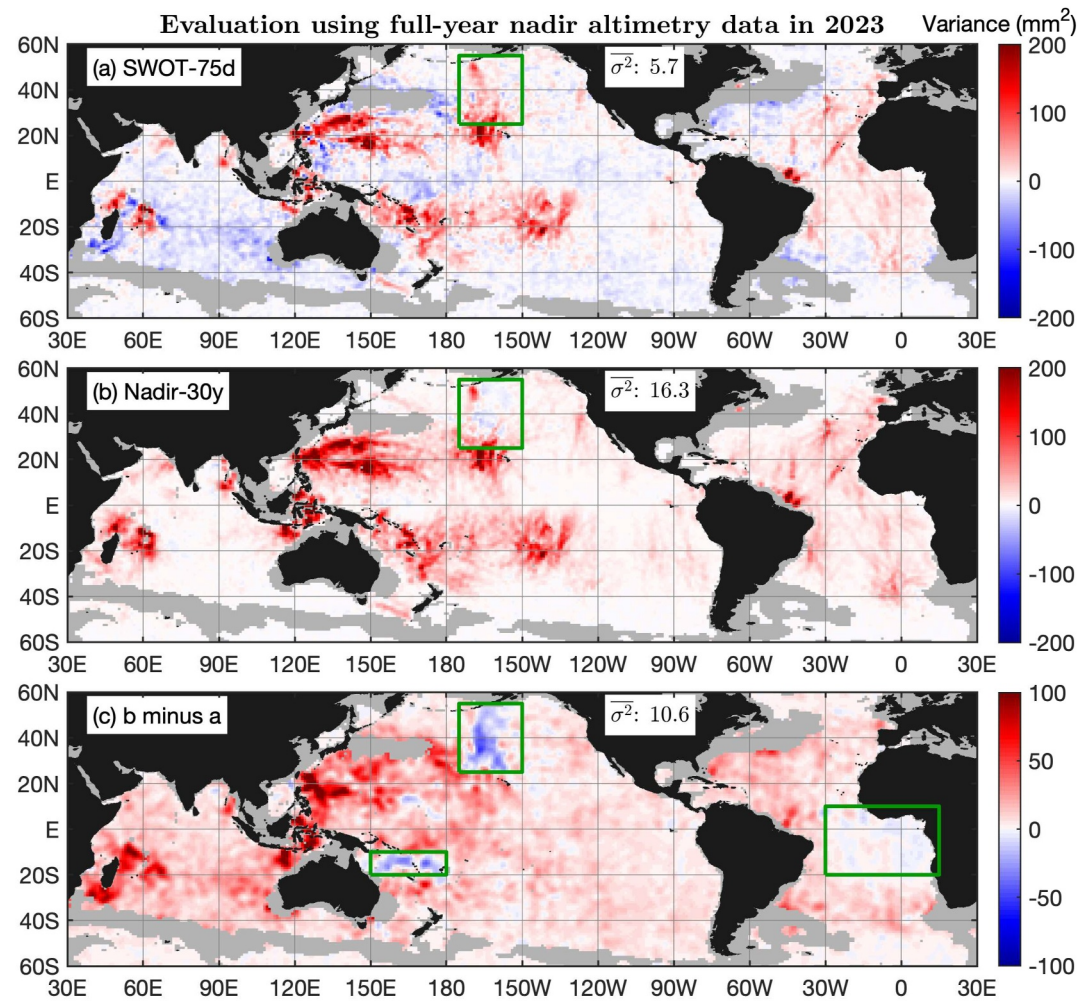 Evaluation using full-year nadir altimetry data in 2023 Variance (mm²)
60N (a) SWOT-75d σ²: 5.7 200
40N
20N 100
E 0
20S
40S -100
60S -200
30E 60E 90E 120E 150E 180 150W 120W 90W 60W 30W 0 30E
60N (b) Nadir-30y σ²: 16.3 200
40N
20N 100
E 0
20S
40S -100
60S -200
30E 60E 90E 120E 150E 180 150W 120W 90W 60W 30W 0 30E
60N (c) b minus a σ²: 10.6 100
40N
20N 50
E 0
20S
40S -50
60S -100
30E 60E 90E 120E 150E 180 150W 120W 90W 60W 30W 0 30E